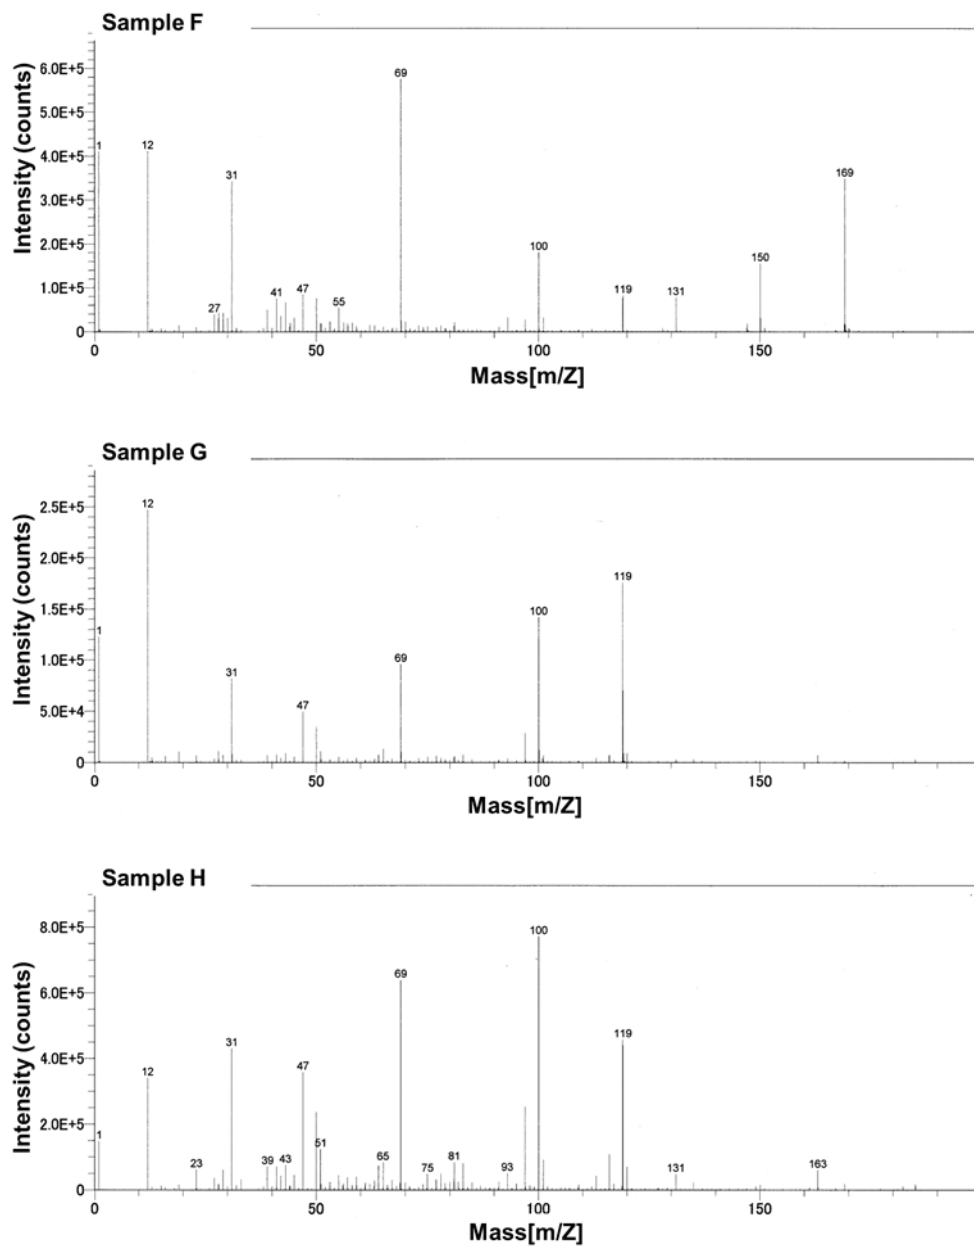 Sample F
Intensity (counts)
6.0E+5
5.0E+5
4.0E+5
3.0E+5
2.0E+5
1.0E+5
0
1
12
27
31
41
47
55
69
100
119
131
150
169
0
50
100
150
Mass[m/Z]
Sample G
Intensity (counts)
2.5E+5
2.0E+5
1.5E+5
1.0E+5
5.0E+4
0
1
12
31
47
69
100
119
0
50
100
150
Mass[m/Z]
Sample H
Intensity (counts)
8.0E+5
6.0E+5
4.0E+5
2.0E+5
0
1
12
23
31
39
43
47
51
65
69
75
81
93
100
119
131
163
0
50
100
150
Mass[m/Z]